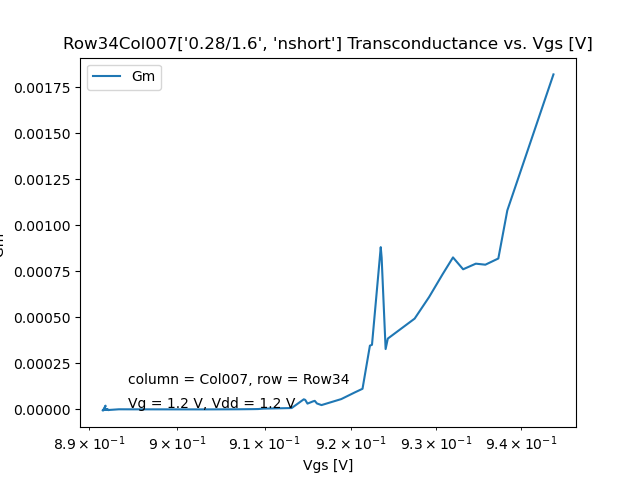 Row34Col007['0.28/1.6', 'nshort'] Transconductance vs. Vgs [V]
Gm
0.00175
0.00150
0.00125
0.00100
0.00075
0.00050
0.00025
0.00000
Gm
column = Col007, row = Row34
Vg = 1.2 V, Vdd = 1.2 V
8.9 × 10⁻¹ 9 × 10⁻¹ 9.1 × 10⁻¹ 9.2 × 10⁻¹ 9.3 × 10⁻¹ 9.4 × 10⁻¹
Vgs [V]